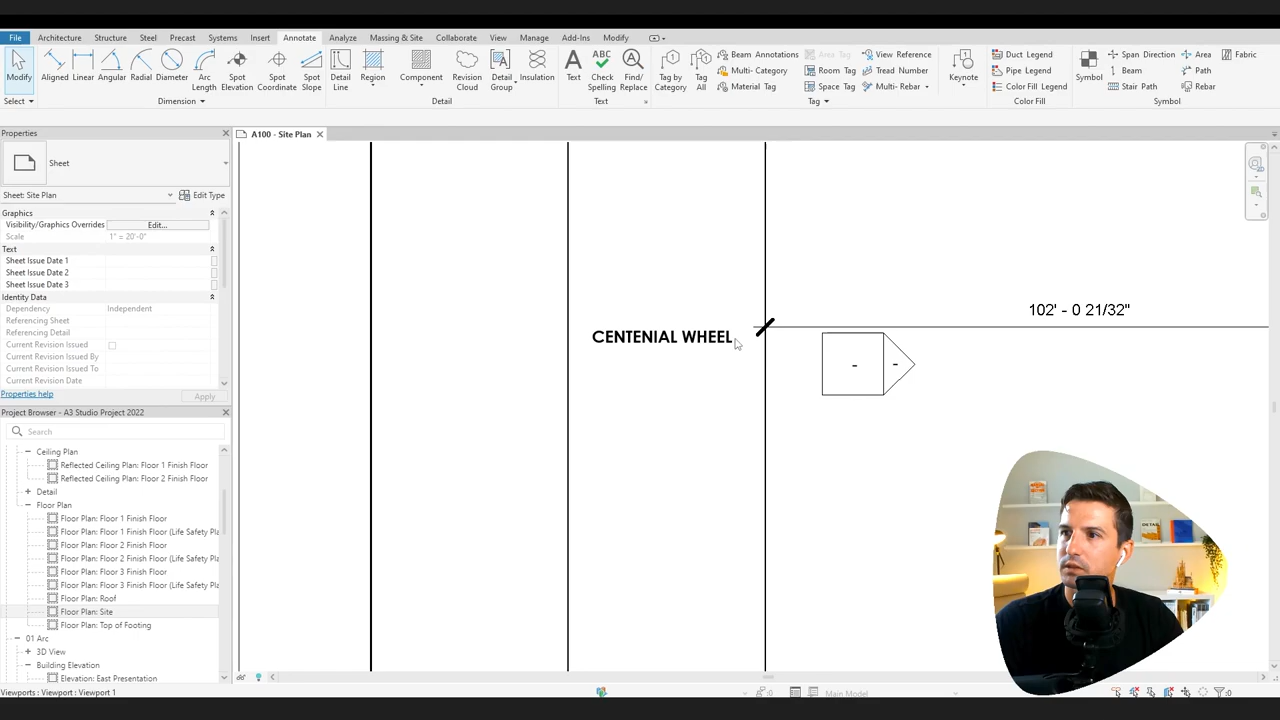 File Architecture Structure Steel Precast Systems Insert Annotate Analyze Massing & Site Collaborate View Manage Add-Ins Modify
Modify
Aligned Linear Angular Radial Diameter Arc Length Spot Elevation Spot Coordinate Spot Slope
Detail Line Region Component Revision Cloud Detail Group Insulation
Text Check Spelling Find/ Replace
Tag by Category Tag All
Beam Annotations
Multi-Category
Material Tag
Area Tag
Room Tag
Space Tag
View Reference
Tread Number
Multi-Rebar
Keynote
Duct Legend
Pipe Legend
Color Fill Legend
Symbol
Span Direction
Beam
Stair Path
Area
Path
Rebar
Fabric
Select Dimension Detail Text Tag Color Fill Symbol
Properties
A100 - Site Plan
Sheet
Sheet: Site Plan Edit Type
Graphics
Visibility/Graphics Overrides Edit...
Scale 1" = 20'-0"
Text
Sheet Issue Date 1
Sheet Issue Date 2
Sheet Issue Date 3
Identity Data
Dependency Independent
Referencing Sheet
Referencing Detail
Current Revision Issued
Current Revision Issued By
Current Revision Issued To
Current Revision Date
Properties help Apply
Project Browser - A3 Studio Project 2022
Search
Ceiling Plan
Reflected Ceiling Plan: Floor 1 Finish Floor
Reflected Ceiling Plan: Floor 2 Finish Floor
Detail
Floor Plan
Floor Plan: Floor 1 Finish Floor
Floor Plan: Floor 1 Finish Floor (Life Safety Pla
Floor Plan: Floor 2 Finish Floor
Floor Plan: Floor 2 Finish Floor (Life Safety Pla
Floor Plan: Floor 3 Finish Floor
Floor Plan: Floor 3 Finish Floor (Life Safety Pla
Floor Plan: Roof
Floor Plan: Site
Floor Plan: Top of Footing
01 Arc
3D View
Building Elevation
Elevation: East Presentation
CENTENIAL WHEEL
102' - 0 21/32"
- -
DETAIL
Viewports : Viewport : Viewport 1
:0
Main Model
:0